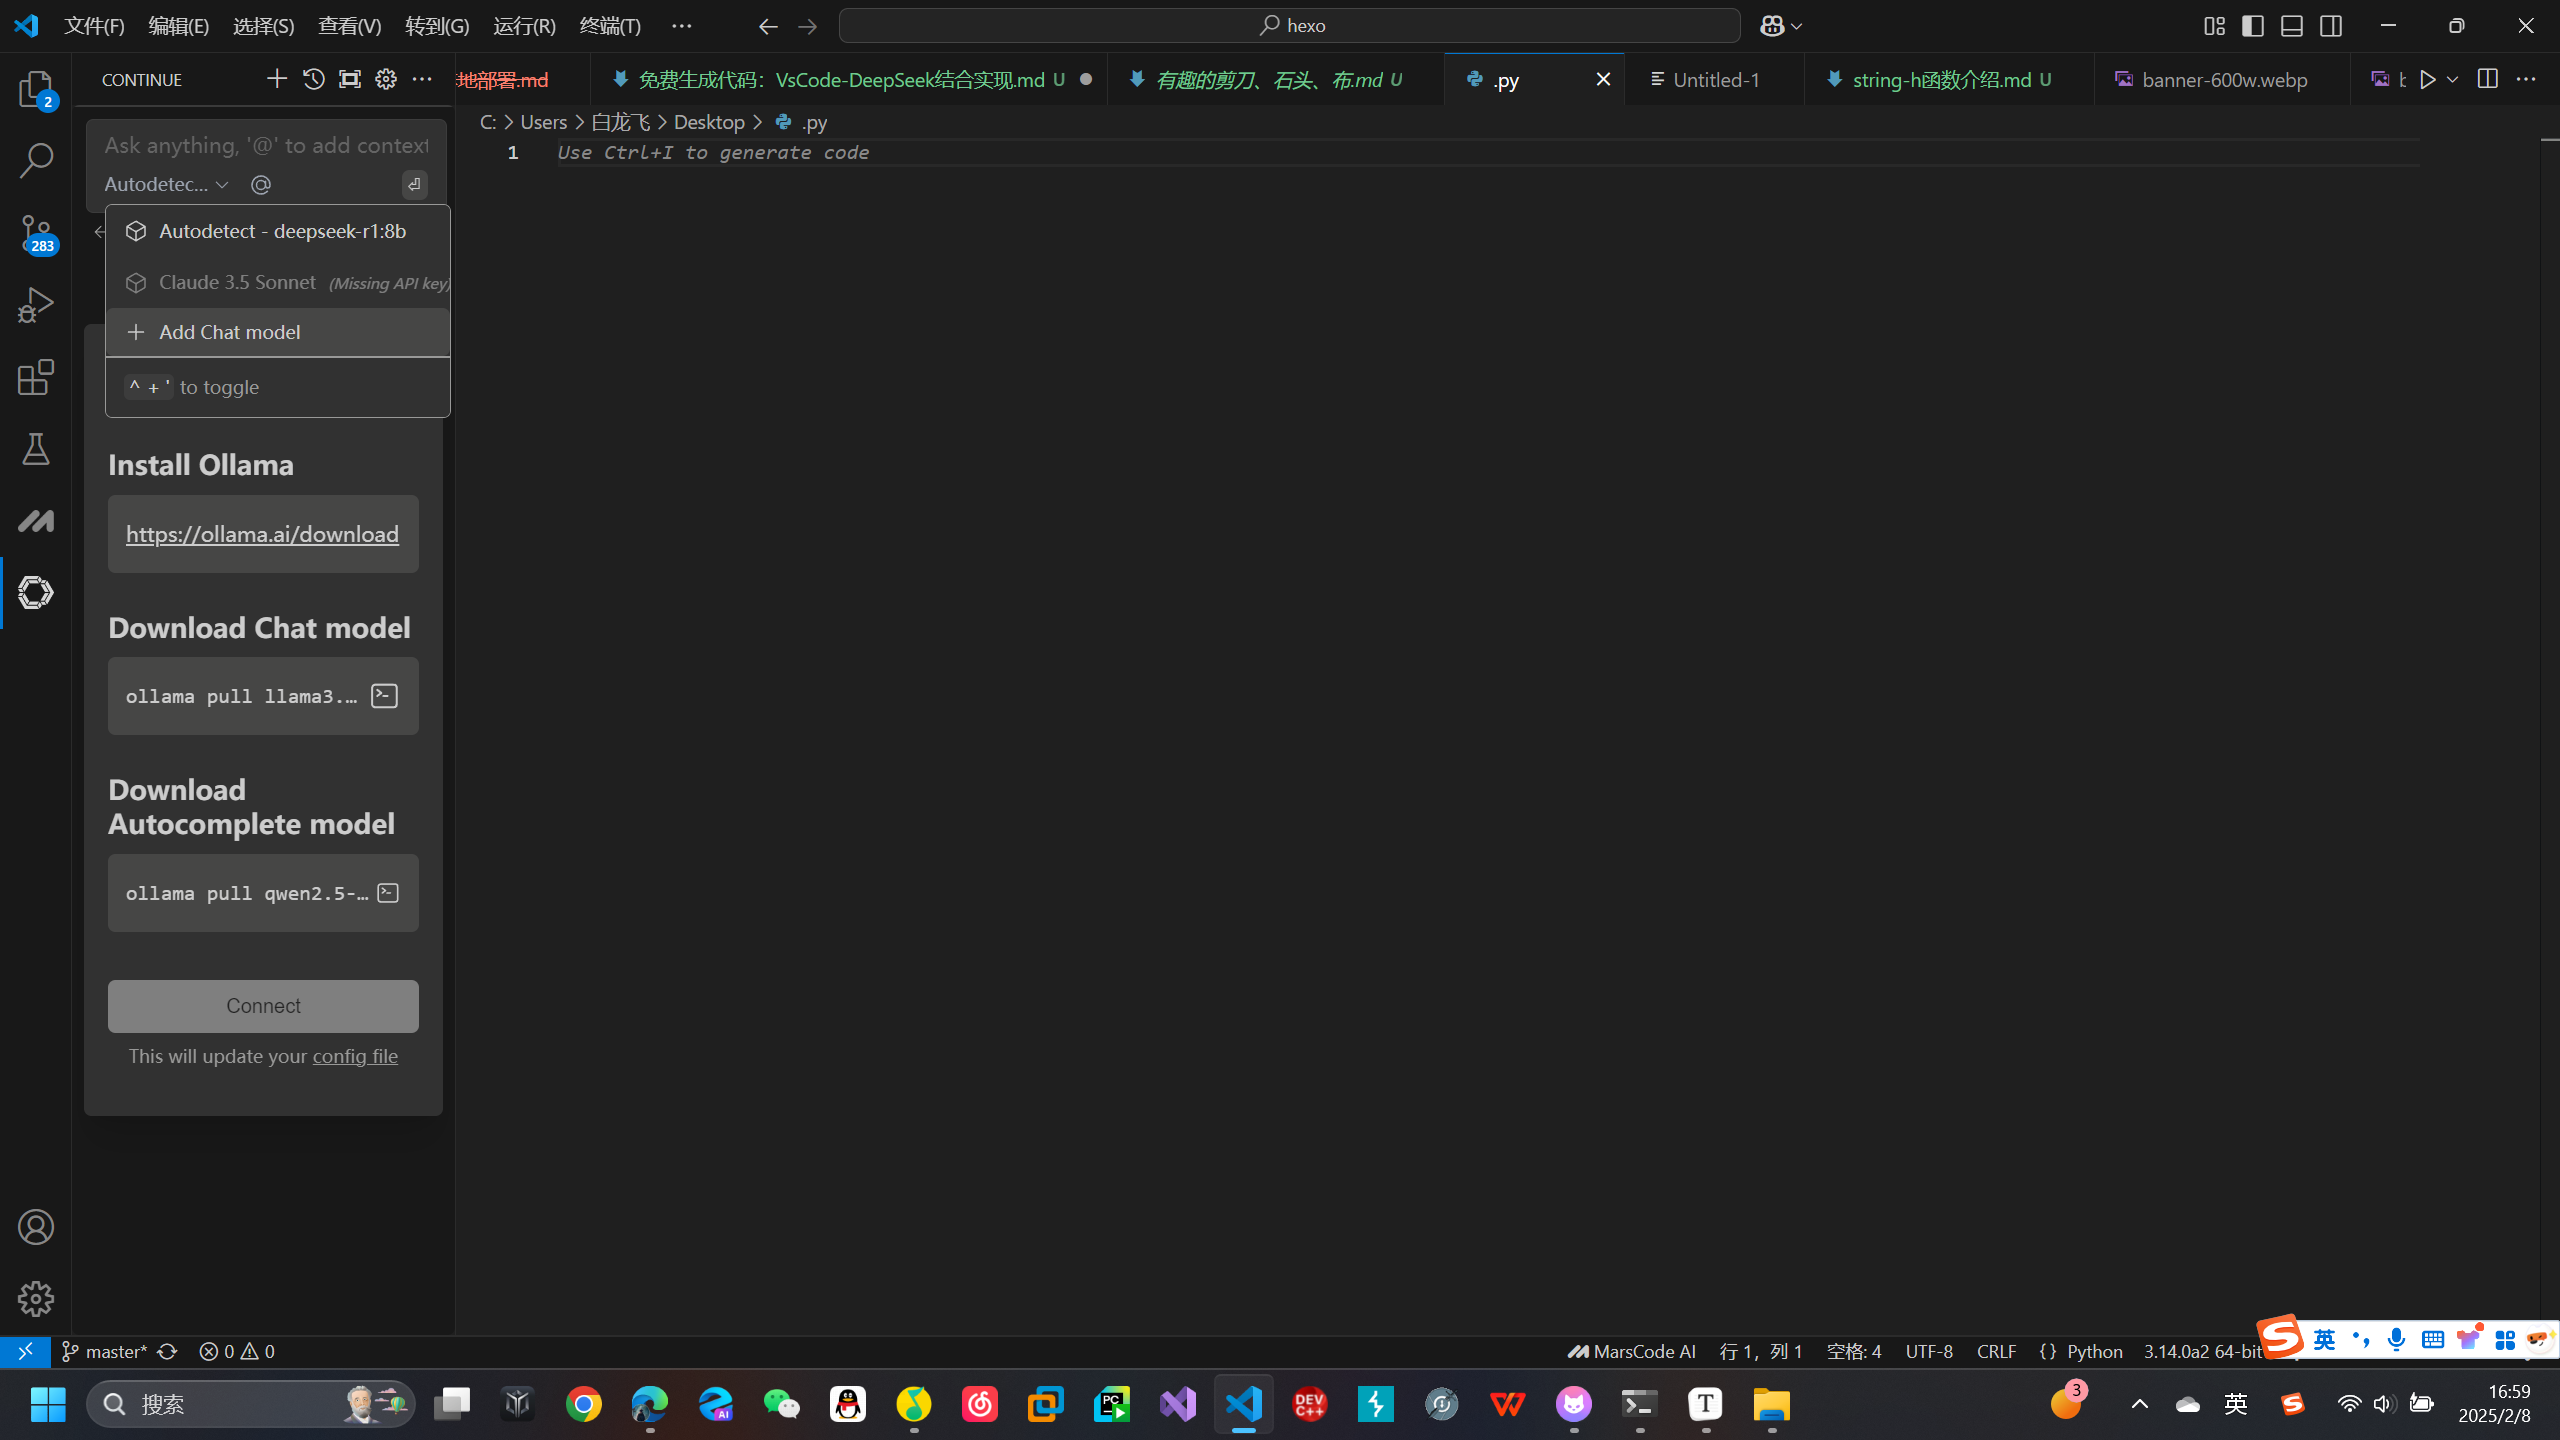 文件(F) 编辑(E) 选择(S) 查看(V) 转到(G) 运行(R) 终端(T) ··· hexo
CONTINUE
地部署.md 免费生成代码：VsCode-DeepSeek结合实现.md U 有趣的剪刀、石头、布.md U .py Untitled-1 string-h函数介绍.md U banner-600w.webp
C: > Users > 白龙飞 > Desktop > .py
1 Use Ctrl+I to generate code
2
283
Ask anything, '@' to add context
Autodetec... @
Autodetect - deepseek-r1:8b
Claude 3.5 Sonnet (Missing API key)
+ Add Chat model
^ + ' to toggle
Install Ollama
https://ollama.ai/download
Download Chat model
ollama pull llama3.…
Download
Autocomplete model
ollama pull qwen2.5-…
Connect
This will update your config file
master* 0 0 MarsCode AI 行 1，列 1 空格: 4 UTF-8 CRLF {} Python 3.14.0a2 64-bit
英
搜索
AI
PC
DEV C++
T
3
英
16:59
2025/2/8